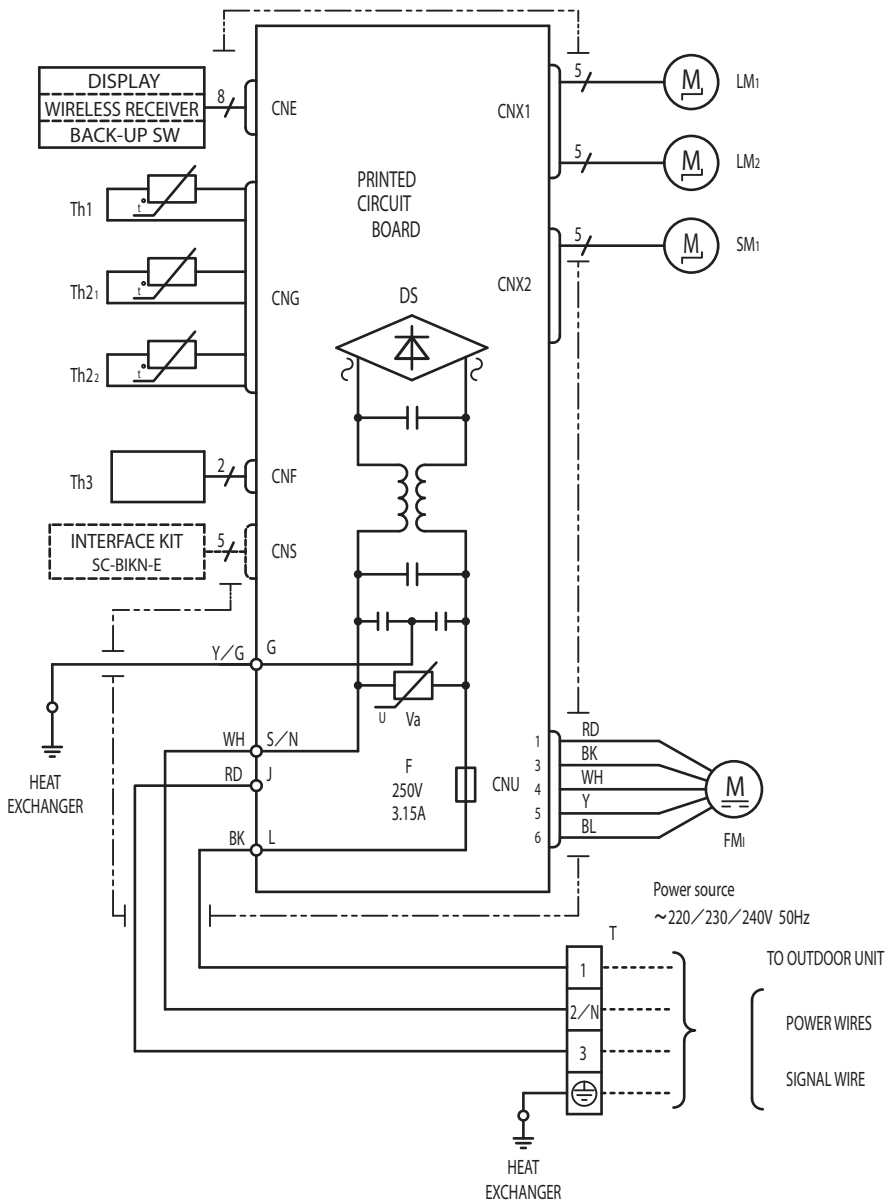 DISPLAY
WIRELESS RECEIVER
BACK-UP SW
8
CNE
Th1
t°
Th2₁
t°
Th2₂
t°
CNG
Th3
2
CNF
INTERFACE KIT
SC-BIKN-E
5
CNS
PRINTED
CIRCUIT
BOARD
DS
CNX1
5
M
LM₁
5
M
LM₂
CNX2
5
M
SM₁
Y/G
G
HEAT
EXCHANGER
U
Va
WH
S/N
RD
J
BK
L
F
250V
3.15A
CNU
1
RD
3
BK
4
WH
5
Y
6
BL
M
FMI
Power source
~220/230/240V 50Hz
T
TO OUTDOOR UNIT
1
2/N
3
POWER WIRES
SIGNAL WIRE
HEAT
EXCHANGER